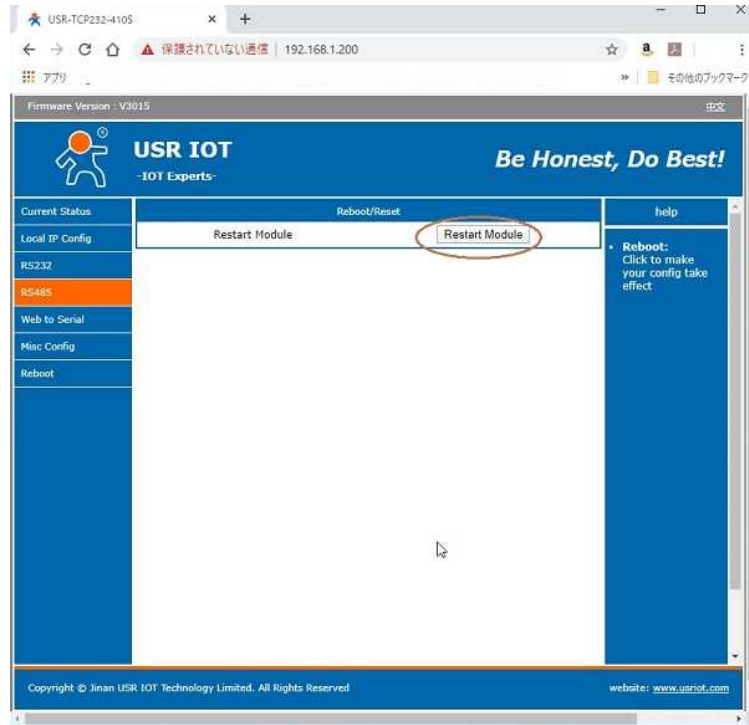 USR-TCP232-410S
保護されていない通信 | 192.168.1.200
アプリ
» その他のブックマーク
Firmware Version : V3015
中文
USR IOT
-IOT Experts-
Be Honest, Do Best!
Current Status
Local IP Config
RS232
RS485
Web to Serial
Misc Config
Reboot
Reboot/Reset
Restart Module
Restart Module
help
• Reboot:
Click to make
your config take
effect
Copyright © Jinan USR IOT Technology Limited. All Rights Reserved
website: www.usriot.com